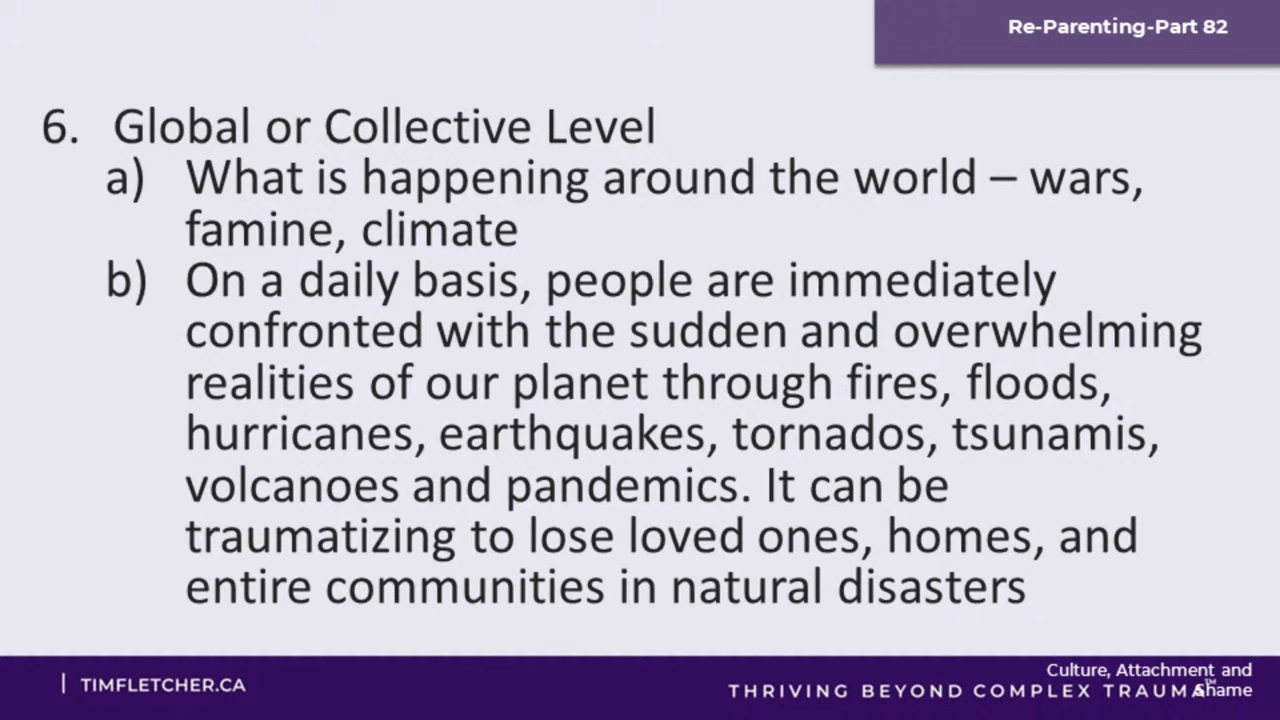 Re-Parenting-Part 82
6. Global or Collective Level
a) What is happening around the world – wars,
famine, climate
b) On a daily basis, people are immediately
confronted with the sudden and overwhelming
realities of our planet through fires, floods,
hurricanes, earthquakes, tornados, tsunamis,
volcanoes and pandemics. It can be
traumatizing to lose loved ones, homes, and
entire communities in natural disasters
| TIMFLETCHER.CA
Culture, Attachment and
Shame
THRIVING BEYOND COMPLEX TRAUMA™